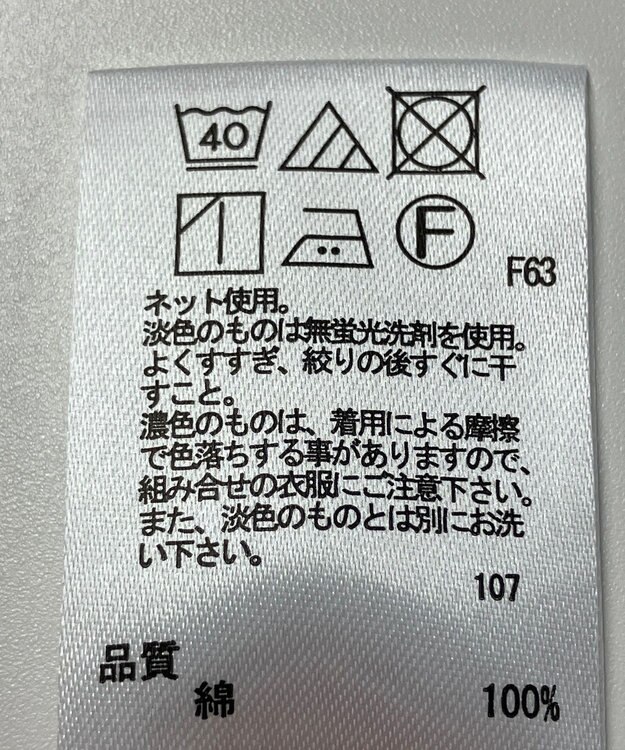 40
F
F63
ネット使用。
淡色のものは無蛍光洗剤を使用。
よくすすぎ、絞りの後すぐに干
すこと。
濃色のものは、着用による摩擦
で色落ちする事がありますので、
組み合せの衣服にご注意下さい。
また、淡色のものとは別にお洗
い下さい。
107
品質
綿 100%